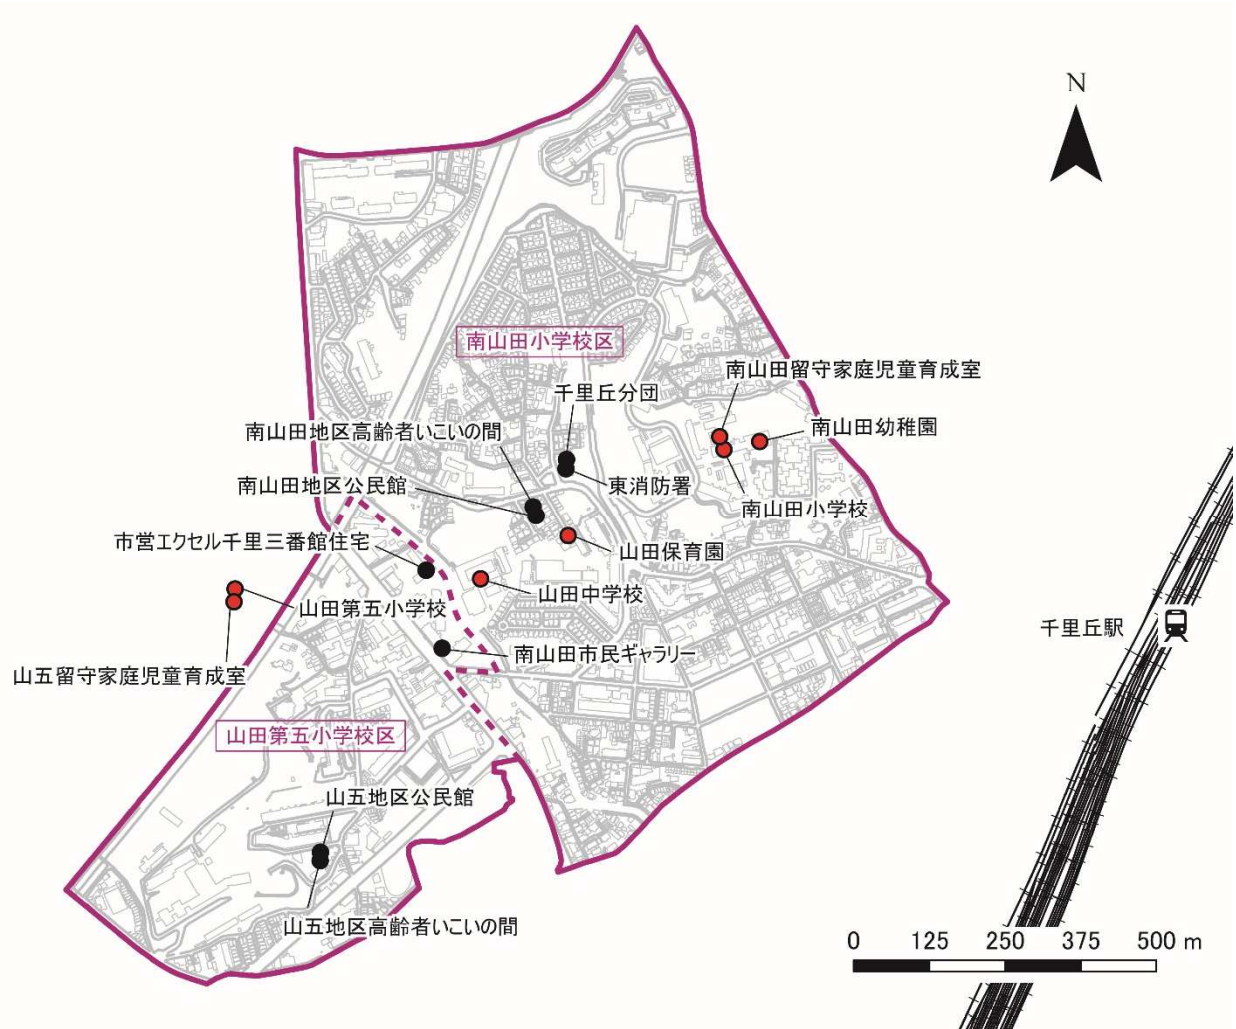 N
南山田小学校区
南山田留守家庭児童育成室
千里丘分団
南山田幼稚園
南山田地区高齢者いこいの間
南山田地区公民館
東消防署
南山田小学校
市営エクセル千里三番館住宅
山田保育園
山田中学校
山田第五小学校
千里丘駅
南山田市民ギャラリー
山五留守家庭児童育成室
山田第五小学校区
山五地区公民館
山五地区高齢者いこいの間
0 125 250 375 500 m